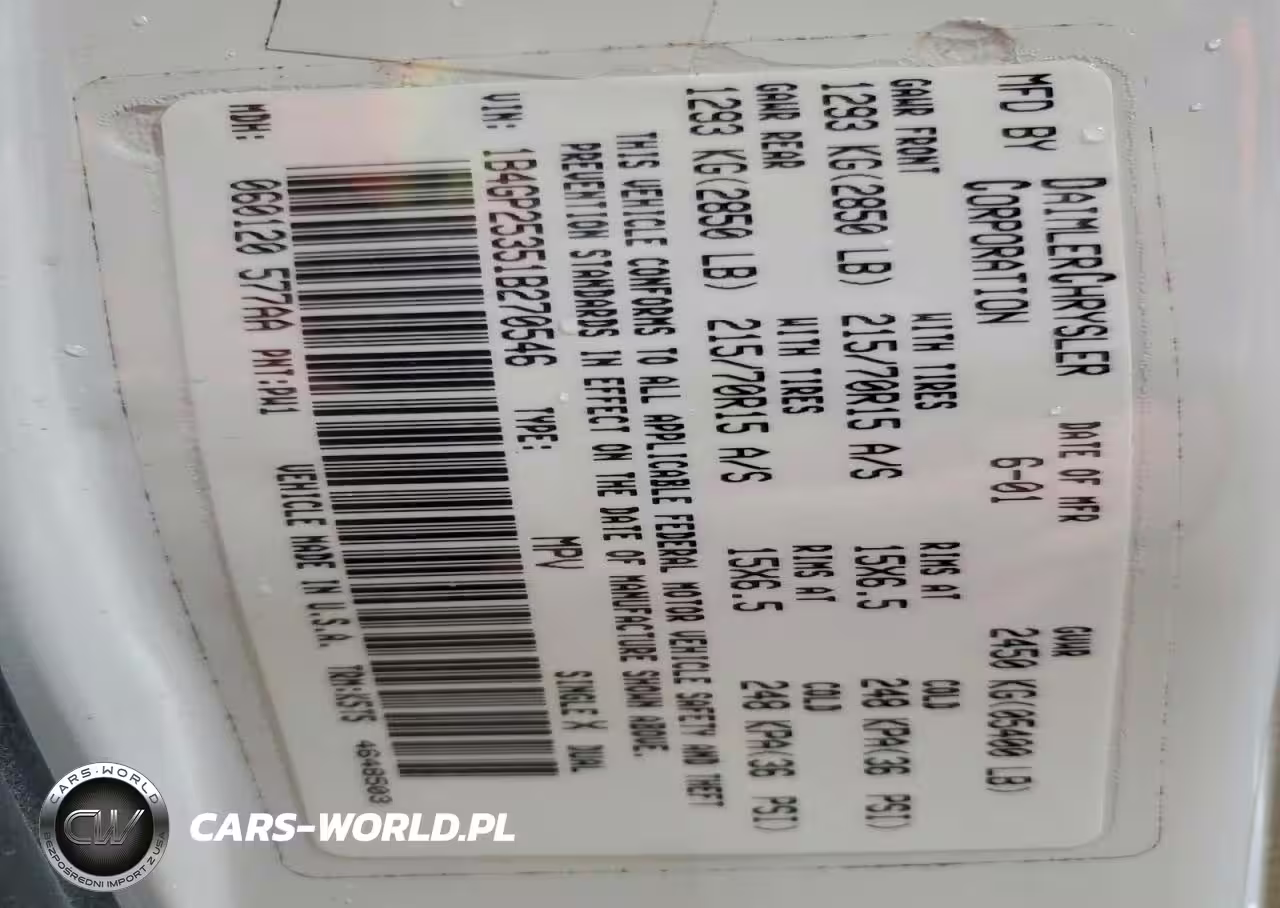 MFD BY DAIMLERCHRYSLER CORPORATION DATE OF MFR 6-01 GVWR 2450 KG(05400 LB)
GAWR FRONT WITH TIRES RIMS AT COLD
1293 KG(2850 LB) 215/70R15 A/S 15X6.5 248 KPA(36 PSI)
GAWR REAR WITH TIRES RIMS AT COLD
1293 KG(2850 LB) 215/70R15 A/S 15X6.5 248 KPA(36 PSI)
THIS VEHICLE CONFORMS TO ALL APPLICABLE FEDERAL MOTOR VEHICLE SAFETY AND THEFT
PREVENTION STANDARDS IN EFFECT ON THE DATE OF MANUFACTURE SHOWN ABOVE.
VIN: 1B4GP25351B270546 TYPE: MPV SINGLE X DUAL
MDH: 060120 577AA PNT:PW1 VEHICLE MADE IN U.S.A. TRM:K5T5 4648503
CARS-WORLD
CW
BEZPOŚREDNI IMPORT Z USA
CARS-WORLD.PL